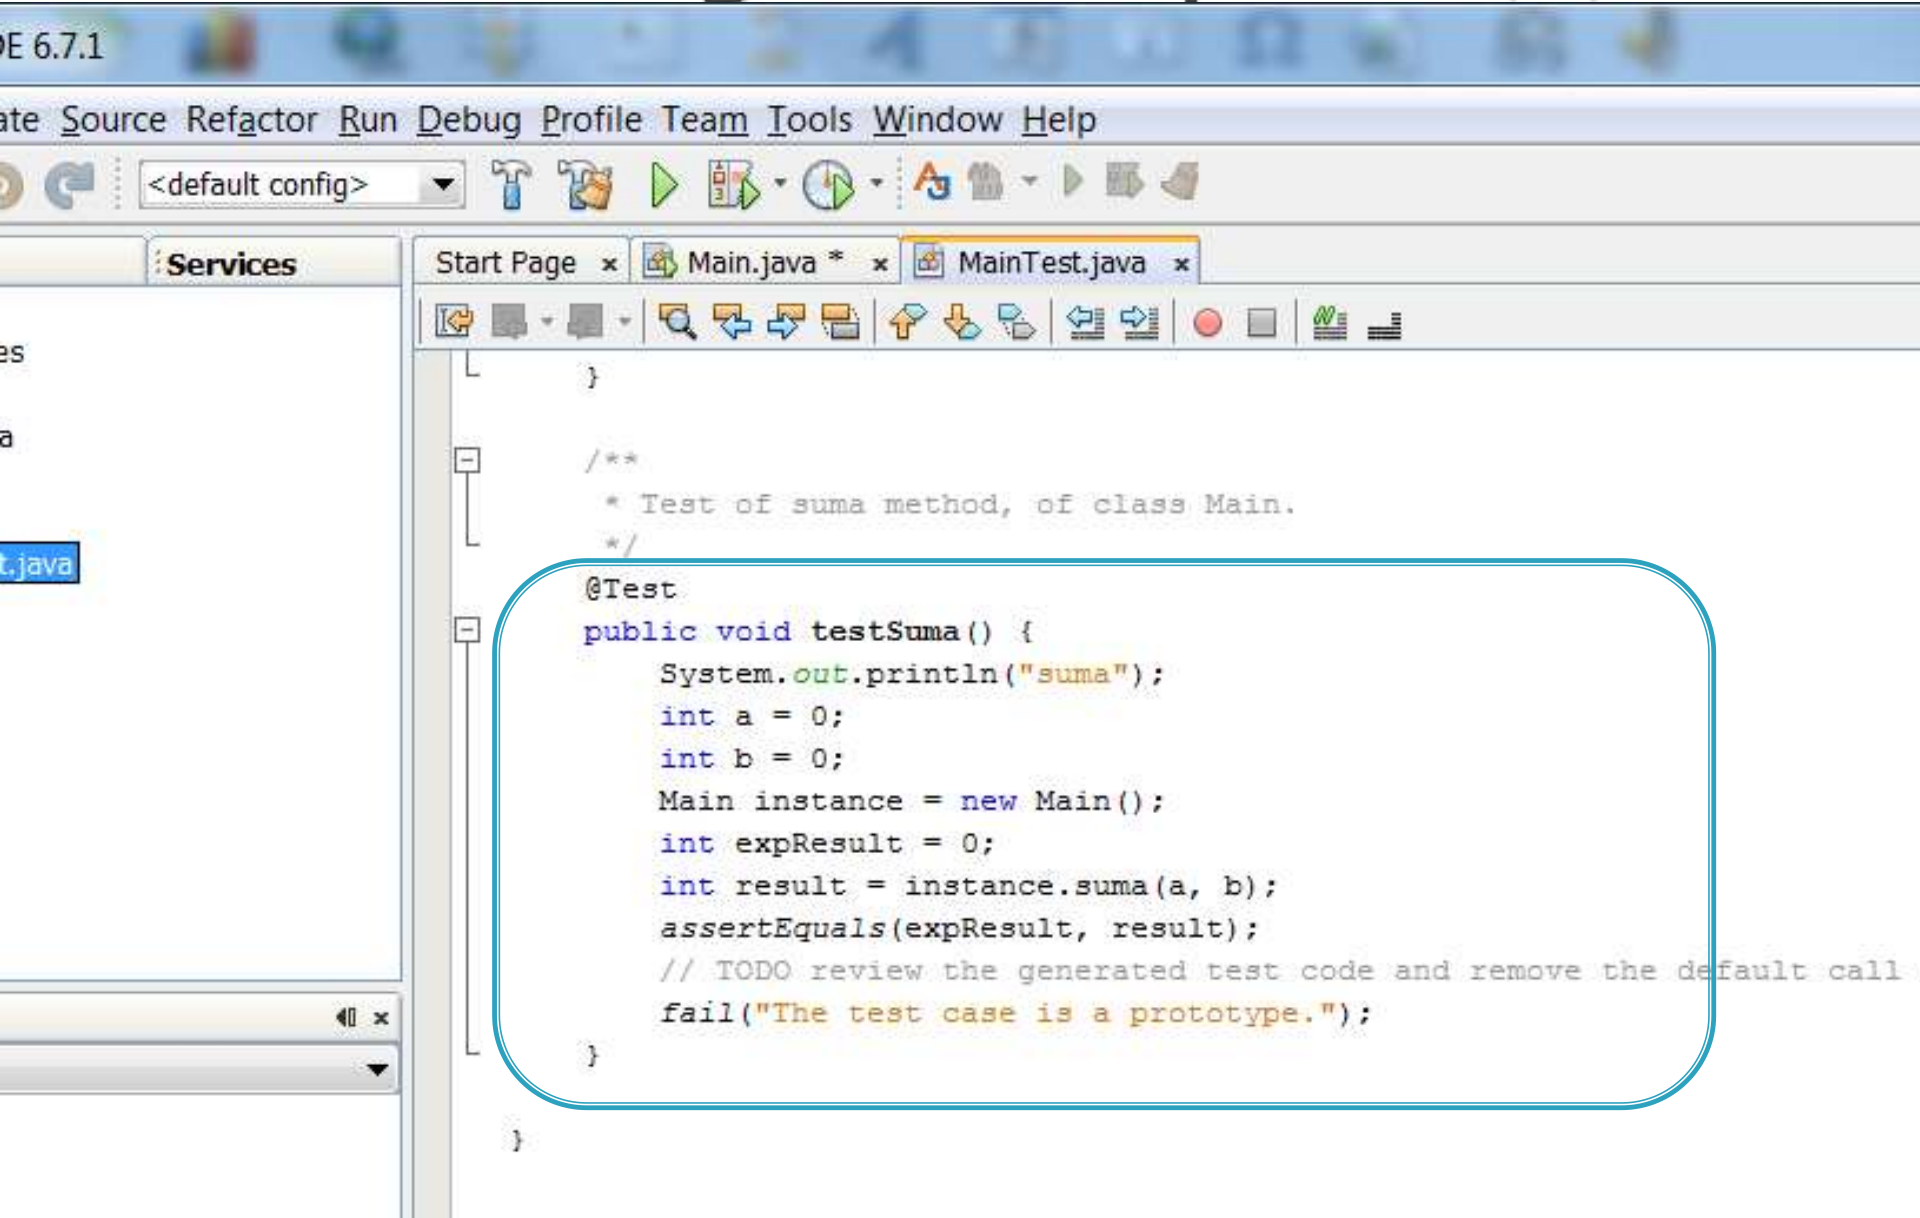 DE 6.7.1
ate Source Refactor Run Debug Profile Team Tools Window Help
<default config>
Services
Start Page x Main.java * x MainTest.java x
es
a
t.java
}
/**
* Test of suma method, of class Main.
*/
@Test
public void testSuma() {
System.out.println("suma");
int a = 0;
int b = 0;
Main instance = new Main();
int expResult = 0;
int result = instance.suma(a, b);
assertEquals(expResult, result);
// TODO review the generated test code and remove the default call
fail("The test case is a prototype.");
}
}